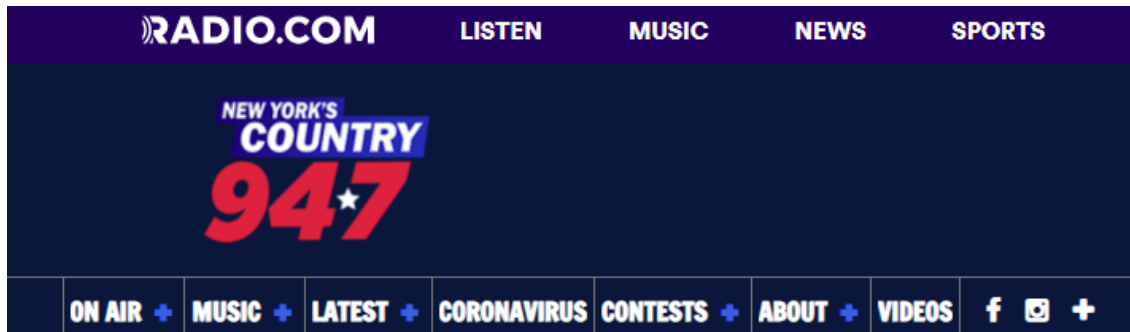 RADIO.COM LISTEN MUSIC NEWS SPORTS
NEW YORK'S
COUNTRY
94★7
ON AIR + MUSIC + LATEST + CORONAVIRUS CONTESTS + ABOUT + VIDEOS f +